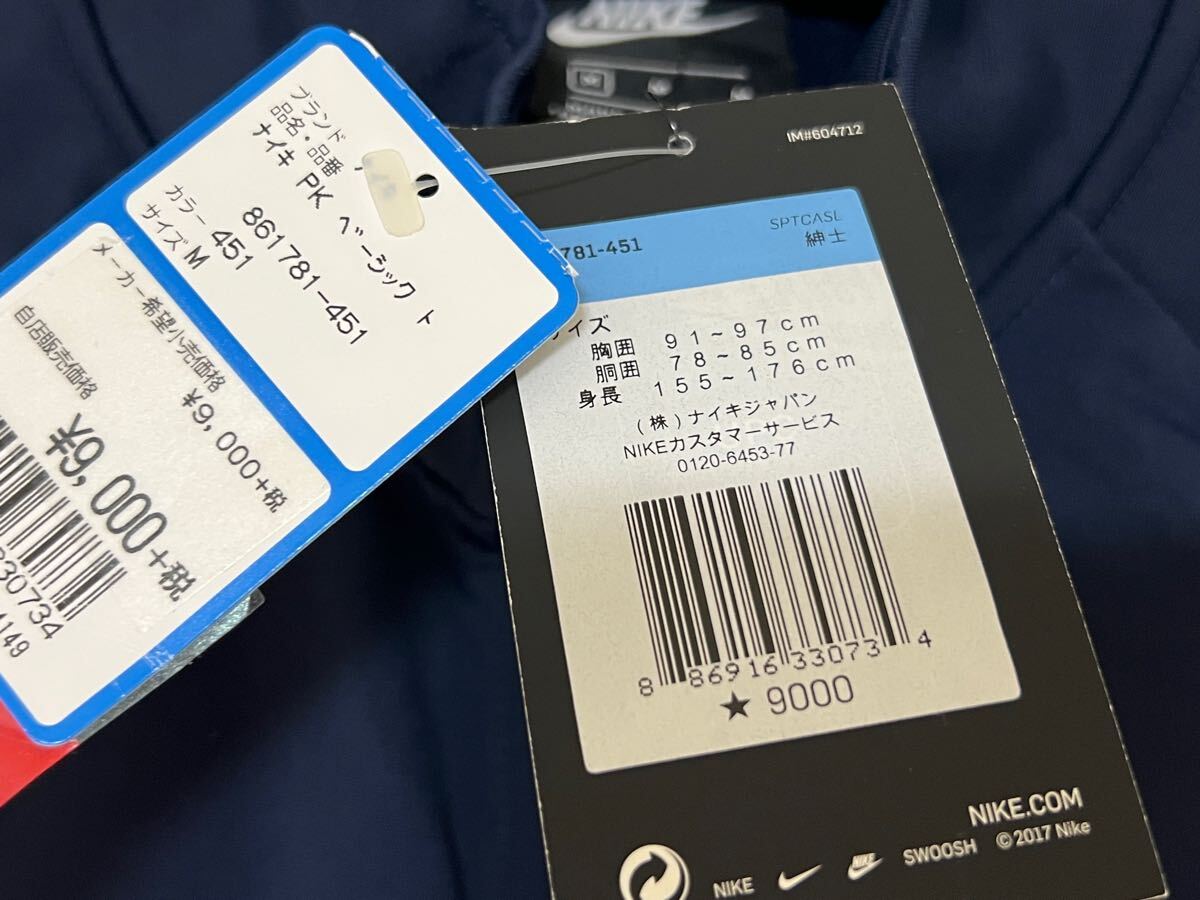 NIKE
ブランド
品名・品番
ナイキ PK ベーシック ト
861781-451
カラー 451
サイズ M
メーカー希望小売価格
¥9,000+税
自店販売価格
¥9,000+税
330734
4149
IM#604712
781-451
SPTCASL
紳士
イズ
胸囲 91~97cm
胴囲 78~85cm
身長 155~176cm
(株)ナイキジャパン
NIKEカスタマーサービス
0120-6453-77
8 86916 33073 4
★ 9000
NIKE.COM
NIKE
NIKE
SWOOSH
©2017 Nike